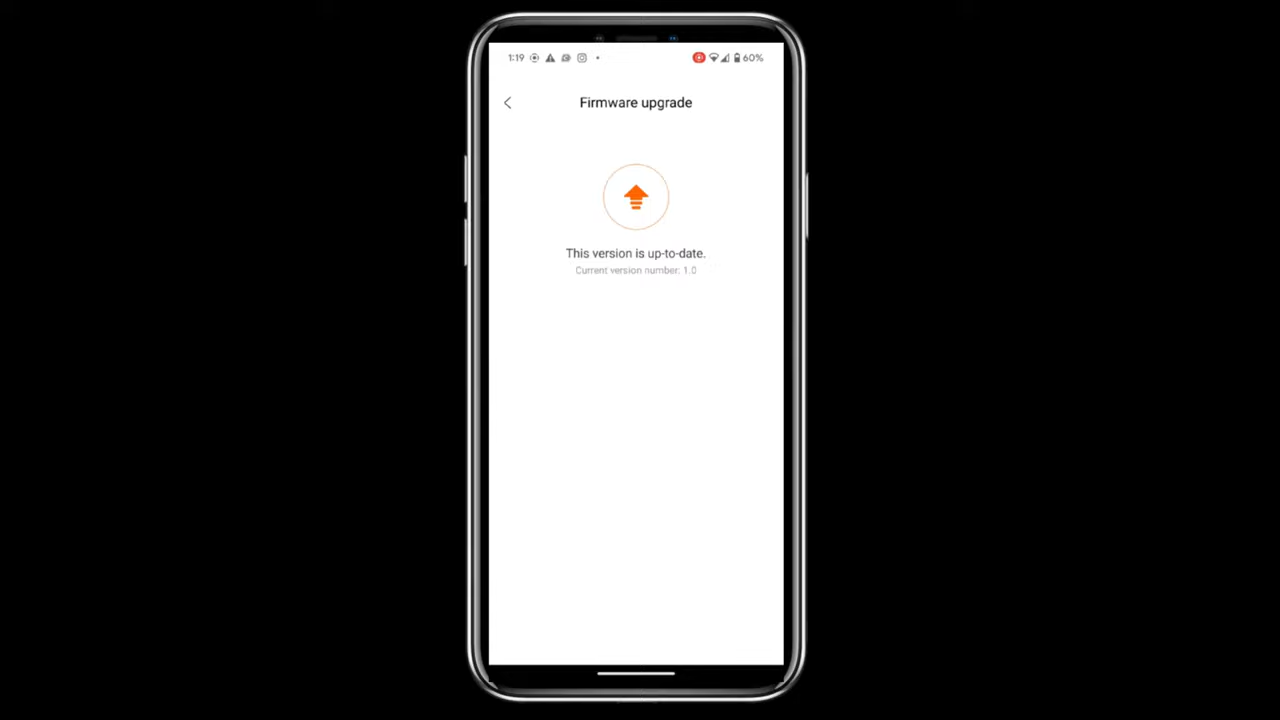 1:19 60%
Firmware upgrade
This version is up-to-date.
Current version number: 1.0